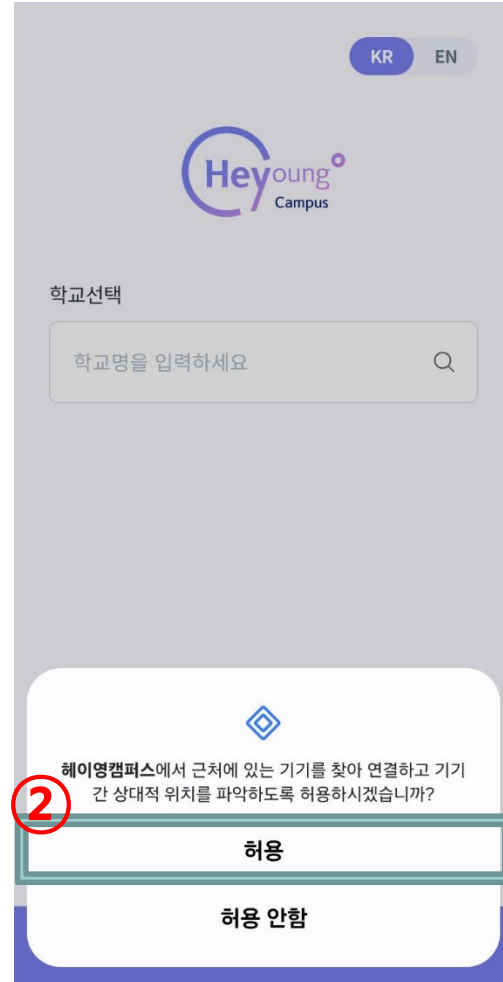 KR EN
Heyoung
Campus
학교선택
학교명을 입력하세요
헤이영캠퍼스에서 근처에 있는 기기를 찾아 연결하고 기기
간 상대적 위치를 파악하도록 허용하시겠습니까?
②
허용
허용 안함